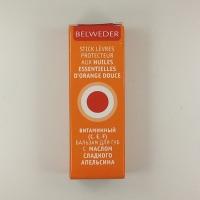 BELWEDER
STICK LÈVRES
PROTECTEUR
AUX HUILES
ESSENTIELLES
D'ORANGE DOUCE
ВИТАМИННЫЙ
(C, E, F)
БАЛЬЗАМ ДЛЯ ГУБ
С МАСЛОМ
СЛАДКОГО
АПЕЛЬСИНА